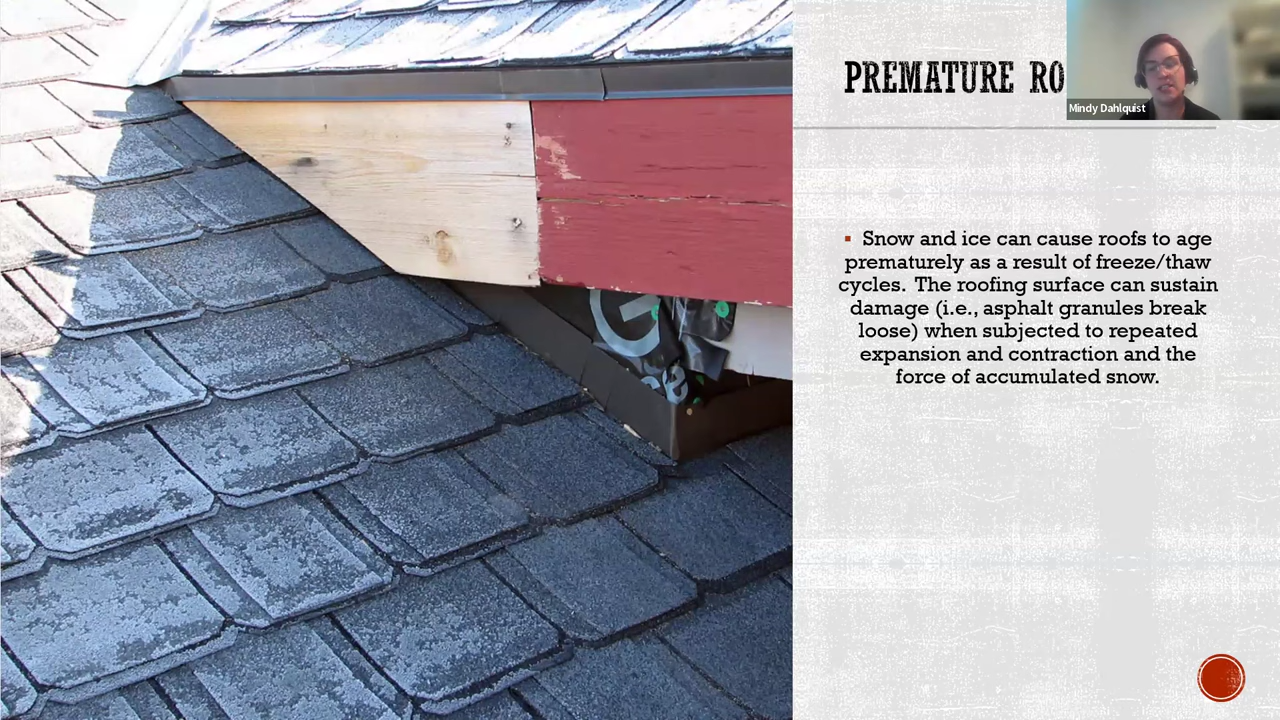 PREMATURE RO
Mindy Dahlquist
Snow and ice can cause roofs to age
prematurely as a result of freeze/thaw
cycles. The roofing surface can sustain
damage (i.e., asphalt granules break
loose) when subjected to repeated
expansion and contraction and the
force of accumulated snow.